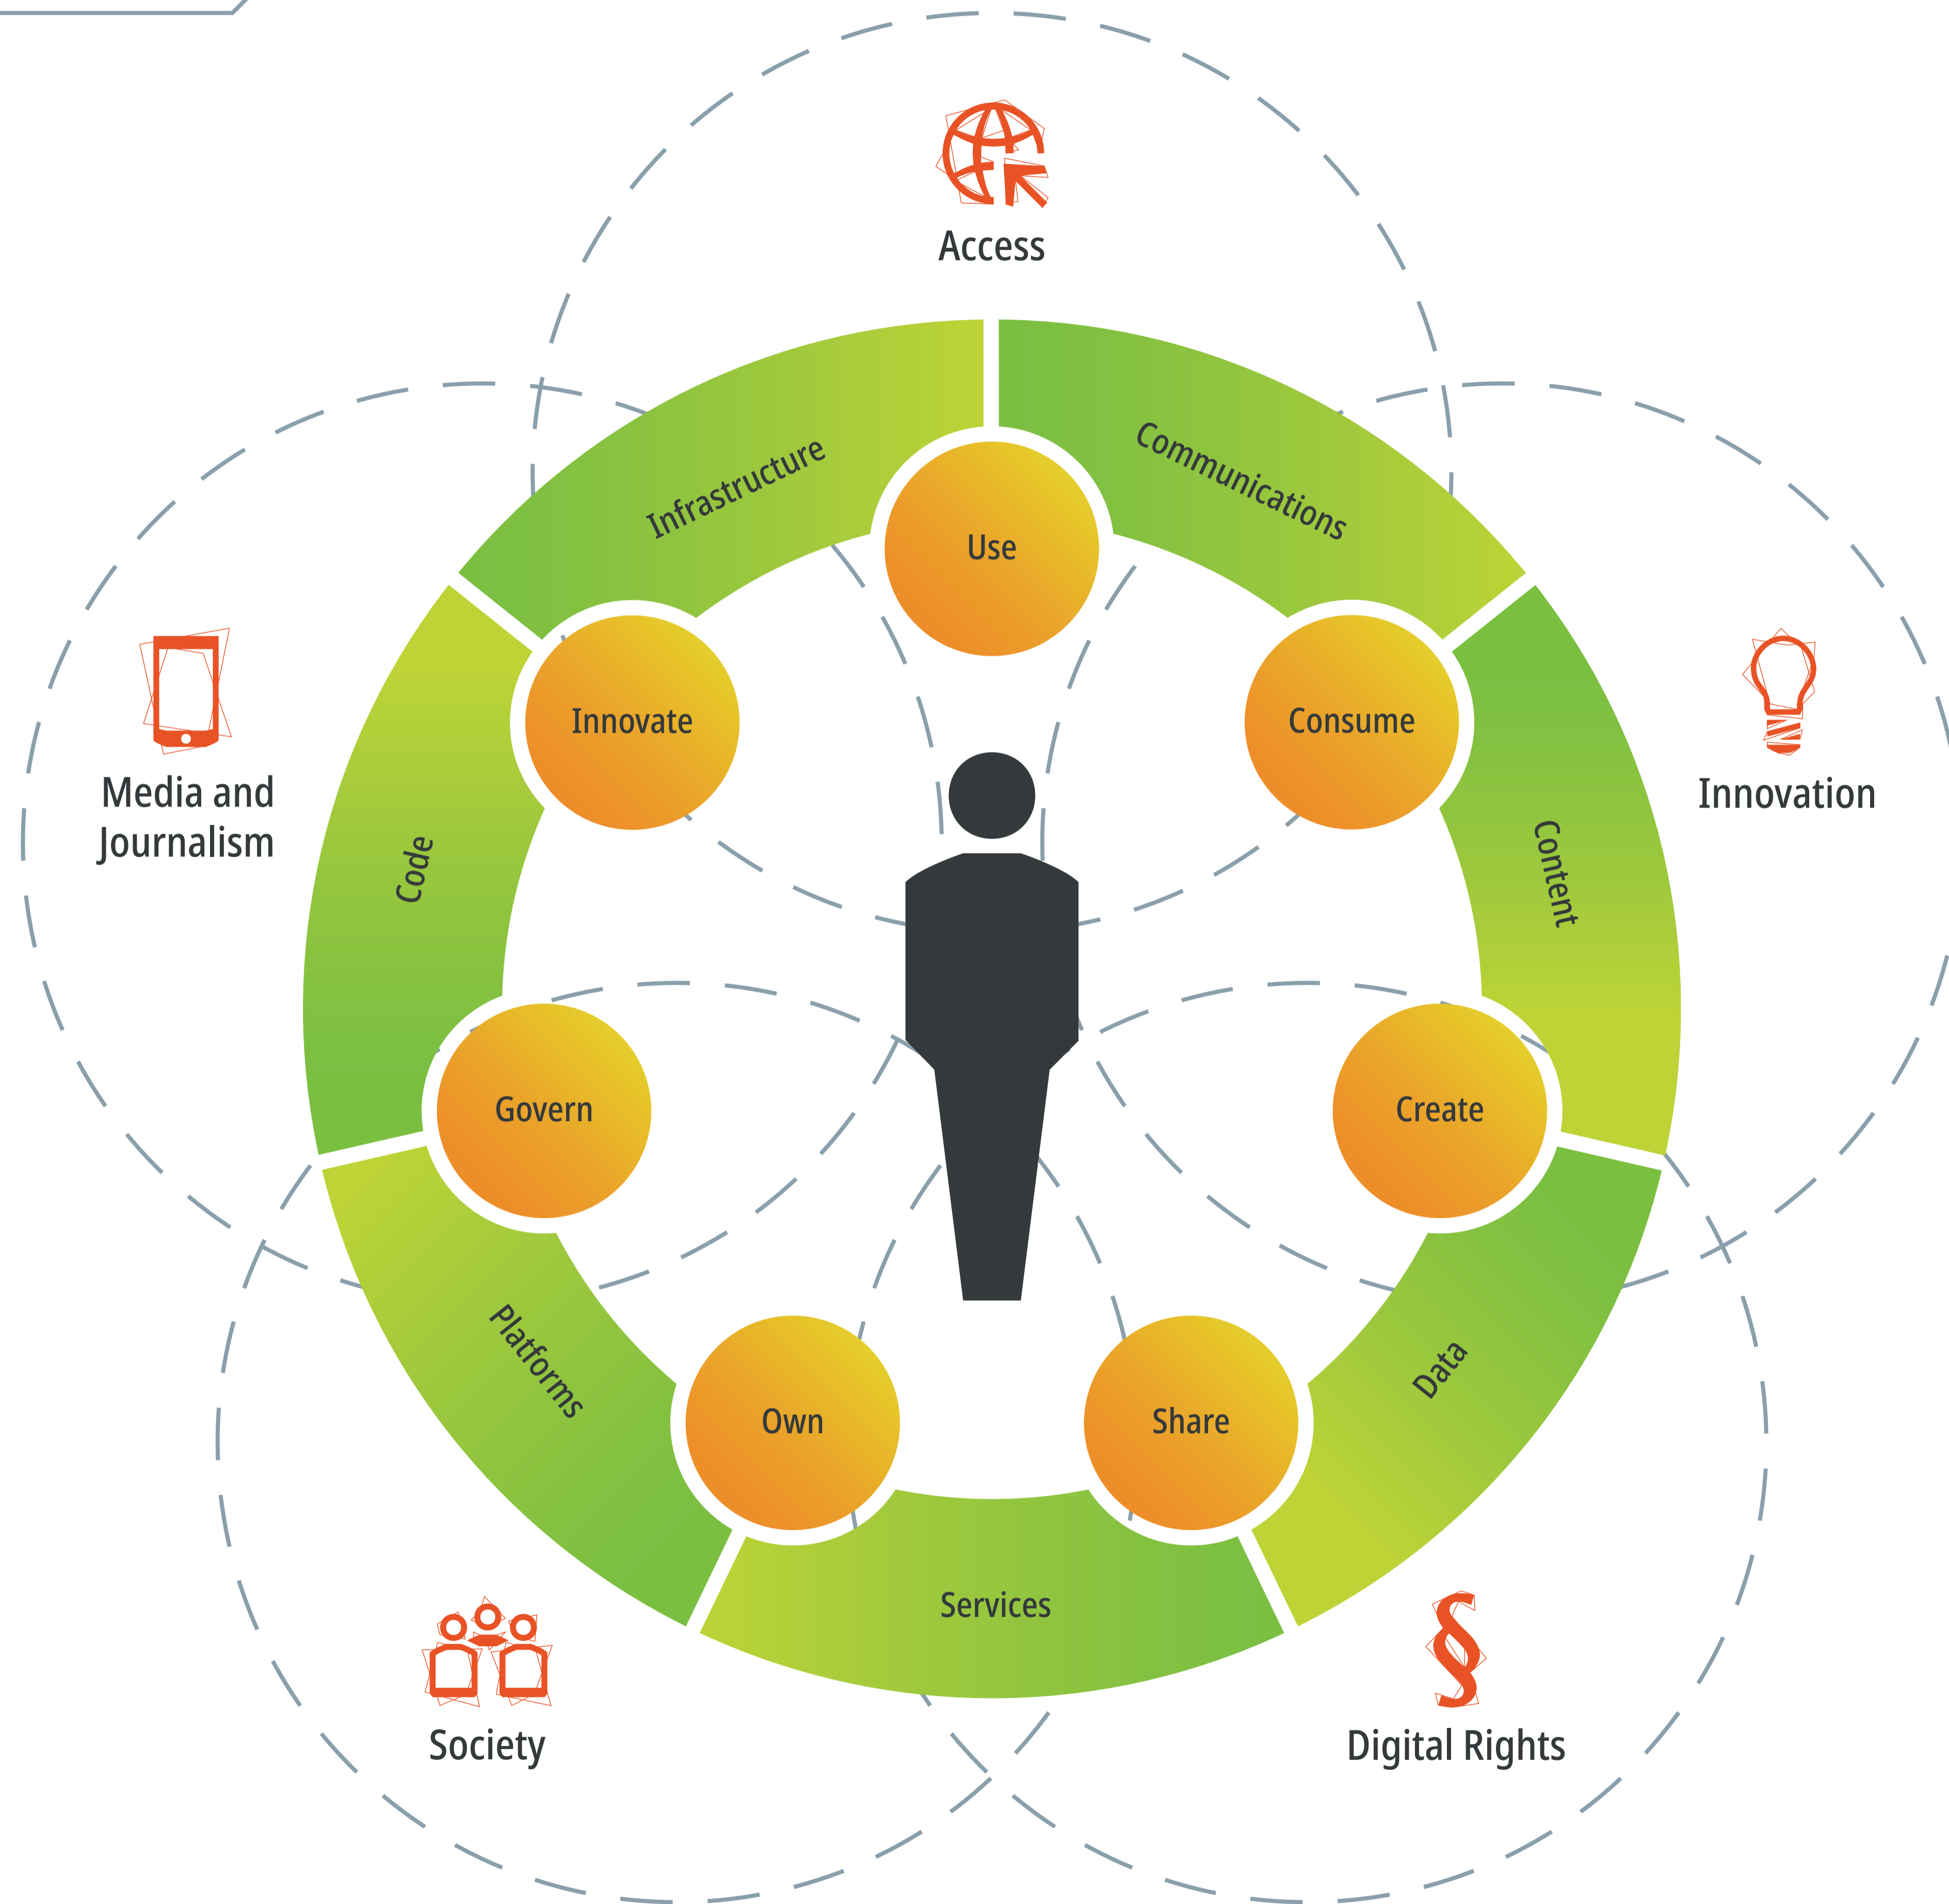 Access
Infrastructure
Communications
Use
Innovate
Consume
Media and
Journalism
Innovation
Code
Content
Govern
Create
Platforms
Data
Own
Share
Services
Society
Digital Rights